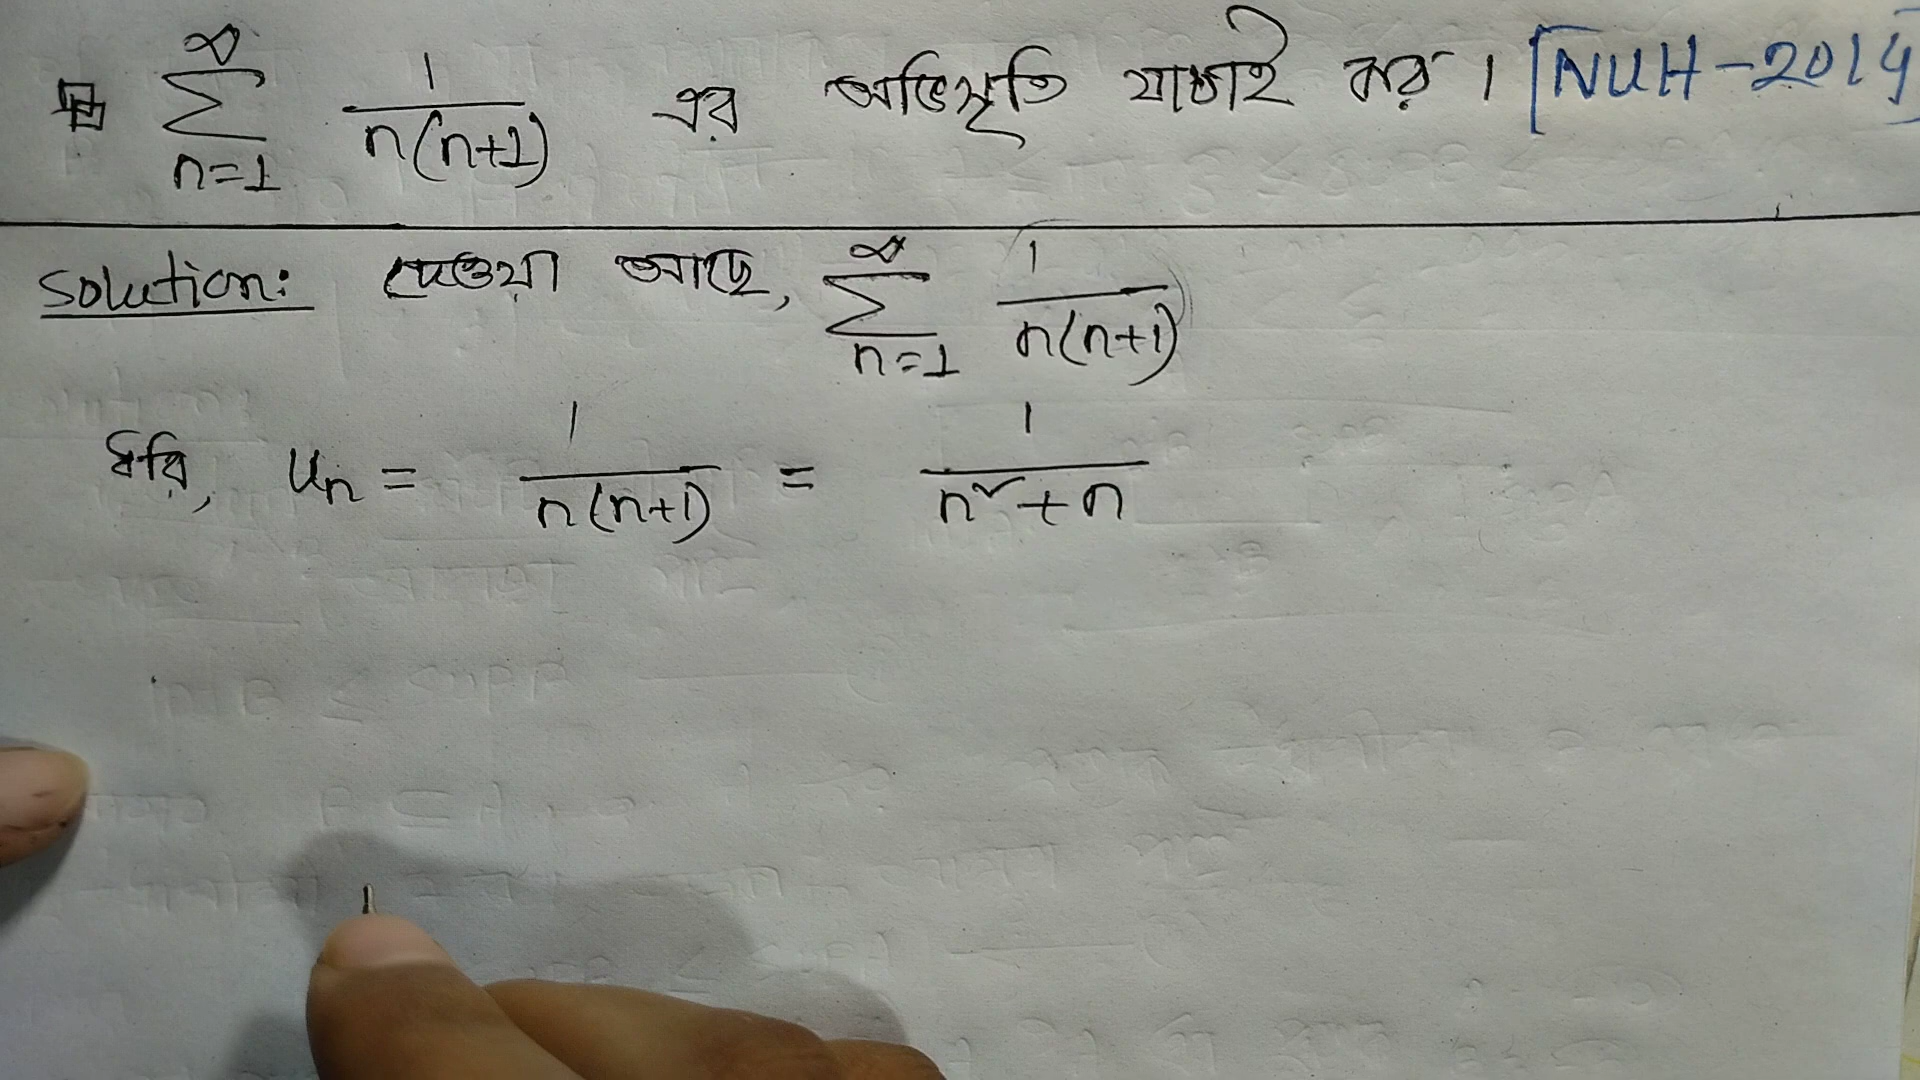 ∞
∑ 1/n(n+1) এর অভিসৃতি যাচাই কর । [NUH-2014]
n=1
Solution: দেওয়া আছে, ∞∑n=1 1/n(n+1)
ধরি, un = 1/n(n+1) = 1/n²+n